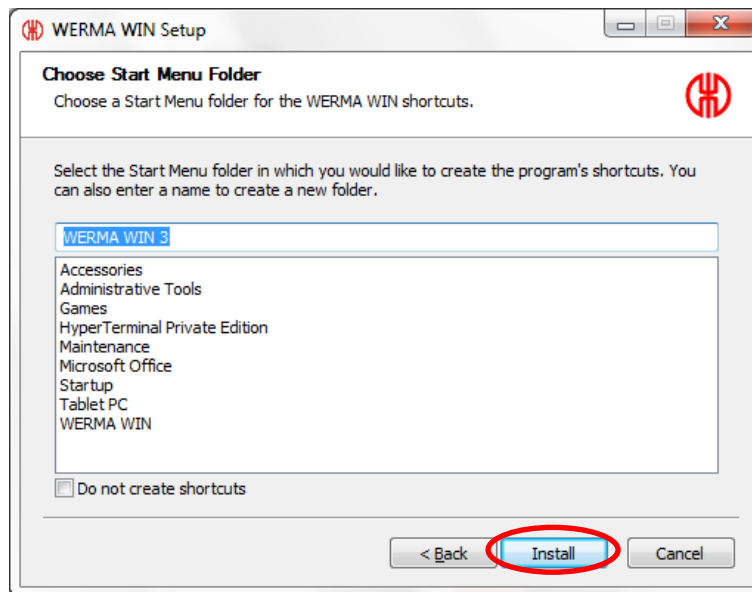 WERMA WIN Setup
Choose Start Menu Folder
Choose a Start Menu folder for the WERMA WIN shortcuts.
Select the Start Menu folder in which you would like to create the program's shortcuts. You
can also enter a name to create a new folder.
WERMA WIN 3
Accessories
Administrative Tools
Games
HyperTerminal Private Edition
Maintenance
Microsoft Office
Startup
Tablet PC
WERMA WIN
Do not create shortcuts
< Back Install Cancel